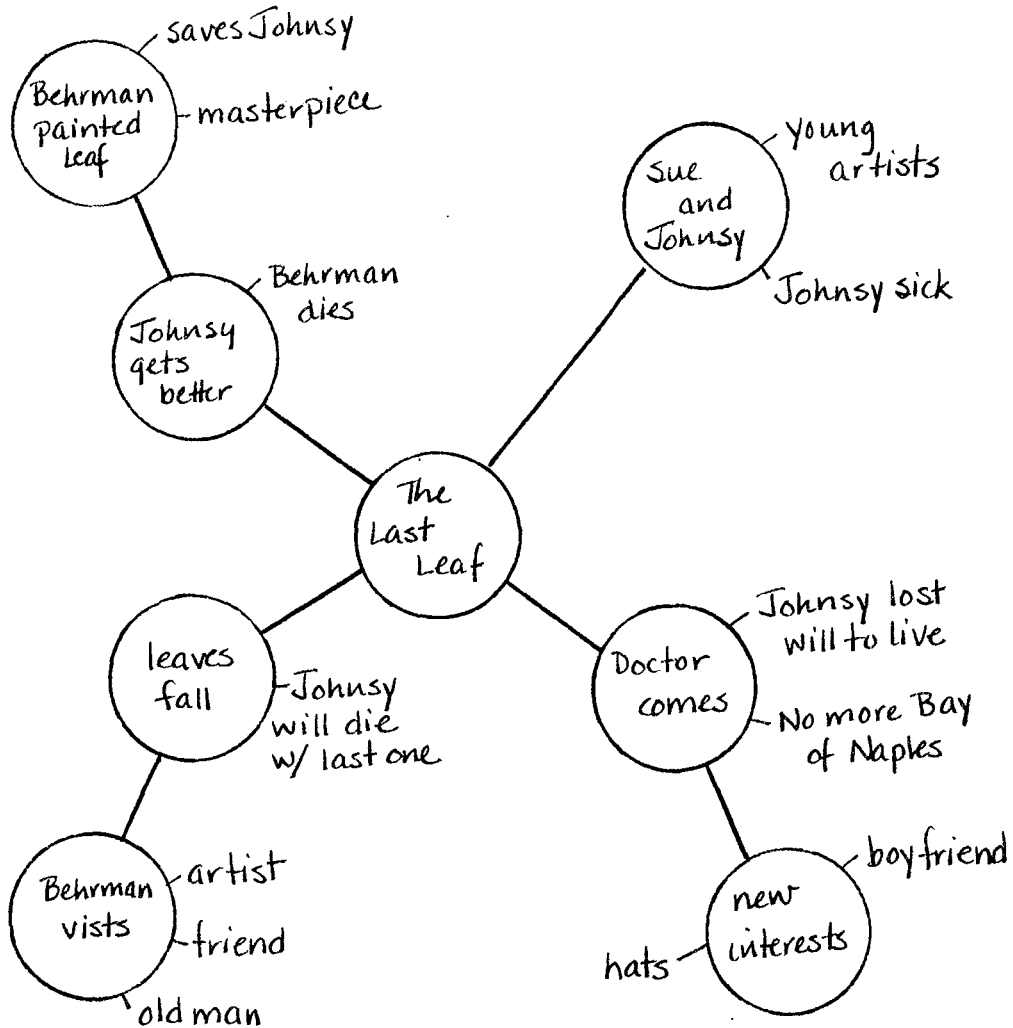 saves Johnsy
Behrman
painted
Leaf
masterpiece
Sue
and
Johnsy
young
artists
Johnsy sick
Johnsy
gets
better
Behrman
dies
The
Last
Leaf
leaves
fall
Johnsy
will die
w/ last one
Doctor
comes
Johnsy lost
will to live
No more Bay
of Naples
Behrman
vists
artist
friend
old man
new
interests
boyfriend
hats